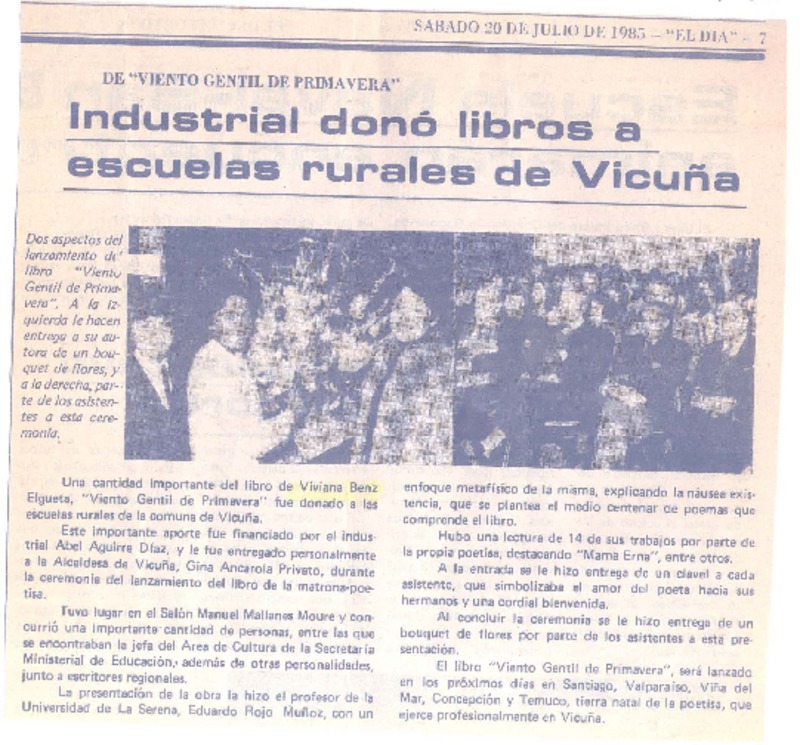 SABADO 20 DE JULIO DE 1985 — "EL DIA" - 7
DE "VIENTO GENTIL DE PRIMAVERA"
Industrial donó libros a
escuelas rurales de Vicuña
Dos aspectos del
lanzamiento del
libro "Viento
Gentil de Prima-
vera". A la iz-
quierda le hacen
entrega a su au-
tora de un bou-
quet de flores, y
a la derecha, par-
te de los asisten-
tes a esta cere-
monia.
Una cantidad importante del libro de Viviana Benz
Elgueta, "Viento Gentil de Primavera" fue donado a las
escuelas rurales de la comuna de Vicuña.
Este importante aporte fue financiado por el indus-
trial Abel Aguirre Díaz, y le fue entregado personalmente
a la Alcaldesa de Vicuña, Gina Ancarola Privato, durante
la ceremonia del lanzamiento del libro de la matrona-poe-
tisa.
Tuvo lugar en el Salón Manuel Mallanes Moure y con-
currió una importante cantidad de personas, entre las que
se encontraban la jefa del Area de Cultura de la Secretaría
Ministerial de Educación, además de otras personalidades,
junto a escritores regionales.
La presentación de la obra la hizo el profesor de la
Universidad de La Serena, Eduardo Rojo Muñoz, con un
enfoque metafísico de la misma, explicando la náusea exis-
tencia, que se plantea el medio centenar de poemas que
comprende el libro.
Hubo una lectura de 14 de sus trabajos por parte de
la propia poetisa, destacando "Mama Erna", entre otros.
A la entrada se le hizo entrega de un clavel a cada
asistente, que simbolizaba el amor del poeta hacia sus
hermanos y una cordial bienvenida.
Al concluir la ceremonia se le hizo entrega de un
bouquet de flores por parte de los asistentes a esta pre-
sentación.
El libro "Viento Gentil de Primavera", será lanzado
en los próximos días en Santiago, Valparaíso, Viña del
Mar, Concepción y Temuco, tierra natal de la poetisa, que
ejerce profesionalmente en Vicuña.